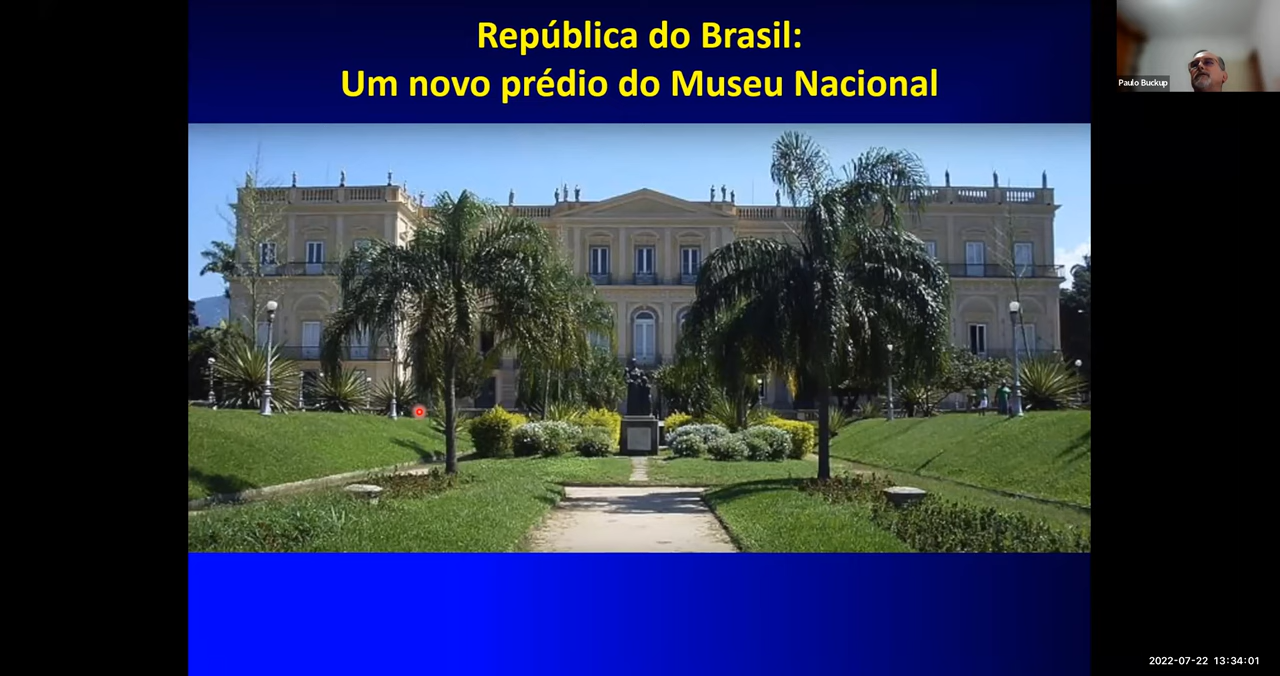 República do Brasil:
Um novo prédio do Museu Nacional
Paulo Buckup
2022-07-22 13:34:01